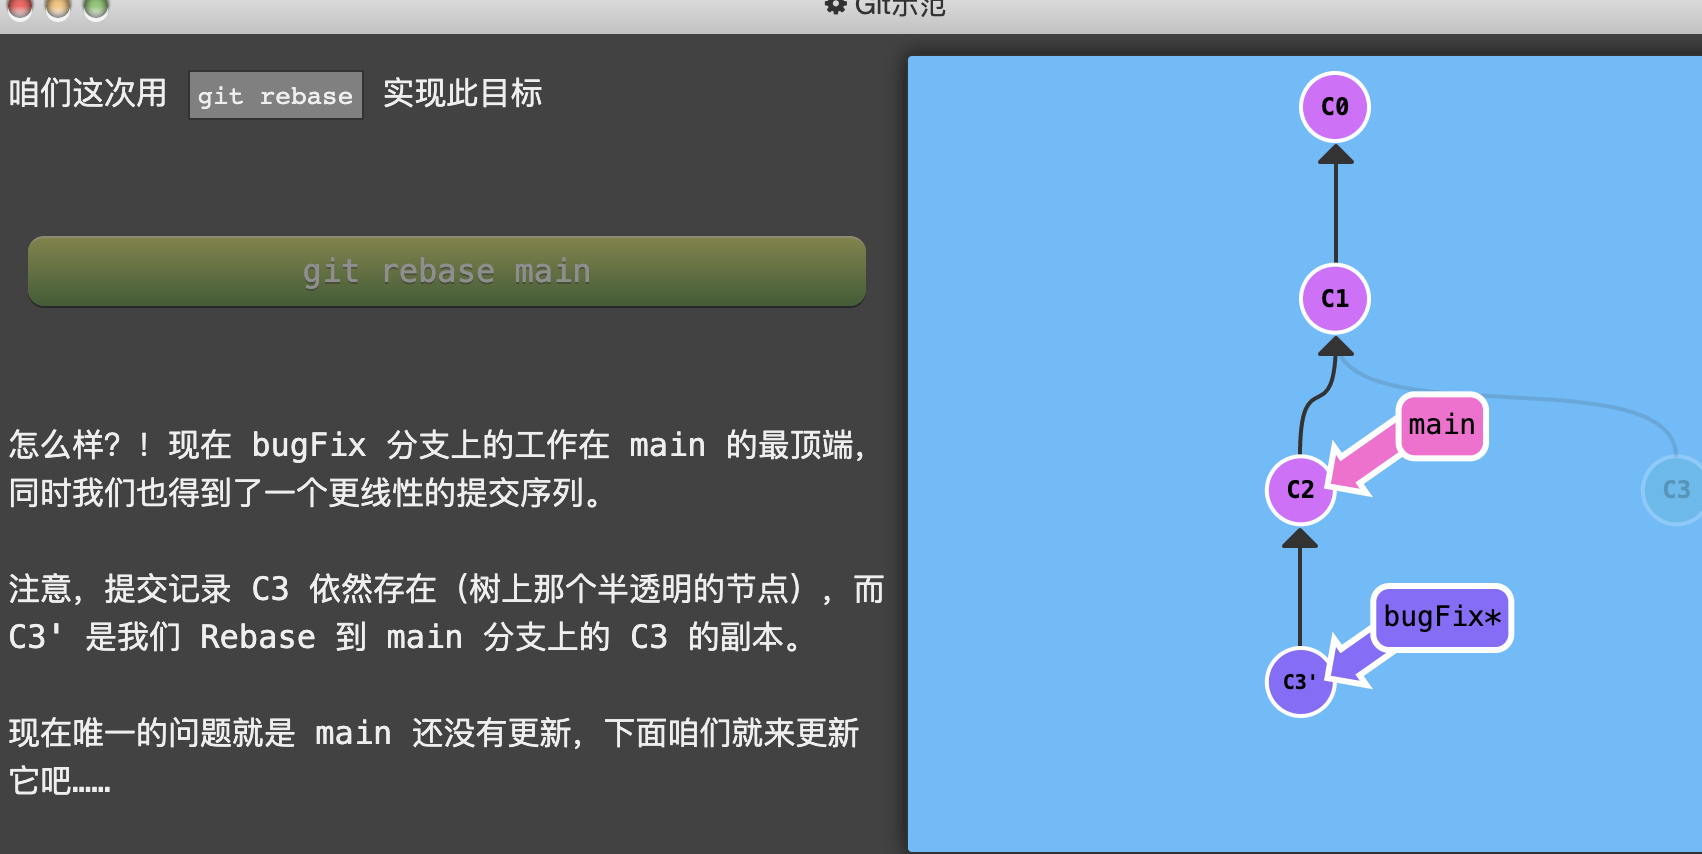 Git示范
咱们这次用 git rebase 实现此目标
git rebase main
怎么样？！现在 bugFix 分支上的工作在 main 的最顶端，
同时我们也得到了一个更线性的提交序列。
注意，提交记录 C3 依然存在（树上那个半透明的节点），而
C3' 是我们 Rebase 到 main 分支上的 C3 的副本。
现在唯一的问题就是 main 还没有更新，下面咱们就来更新
它吧……
C0
C1
main
C2
C3
bugFix*
C3'